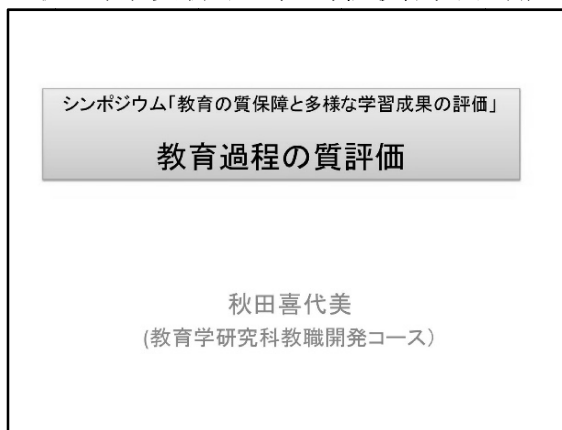 シンポジウム「教育の質保障と多様な学習成果の評価」
教育過程の質評価
秋田喜代美
(教育学研究科教職開発コース）